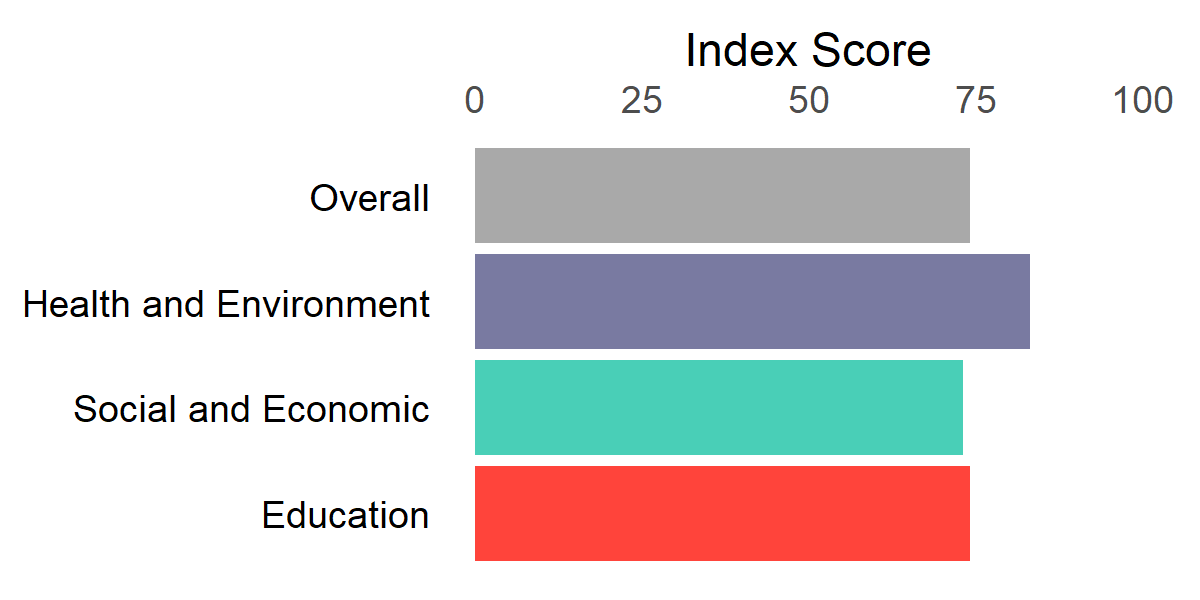 Index Score
0 25 50 75 100
Overall
Health and Environment
Social and Economic
Education